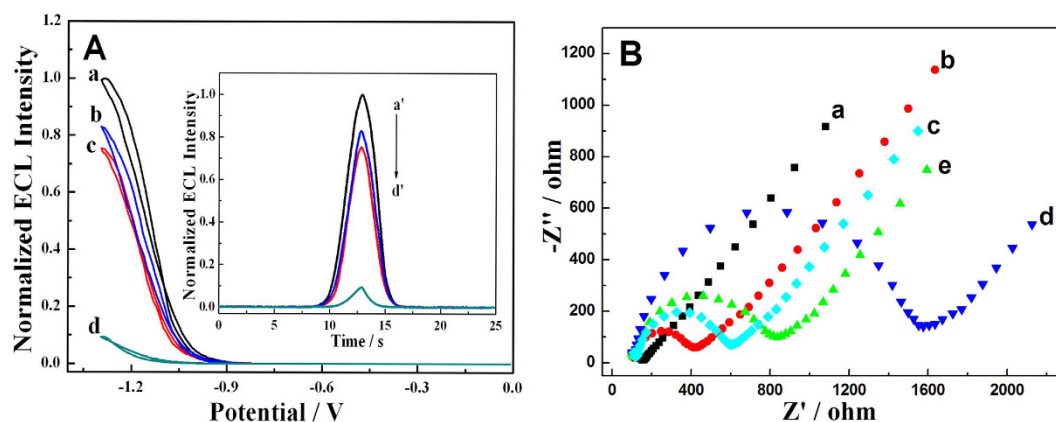 A
Normalized ECL Intensity
1.2
1.0
0.8
0.6
0.4
0.2
0.0
a
b
c
d
-1.2
-0.9
-0.6
-0.3
0.0
Potential / V
Normalized ECL Intensity
1.0
0.8
0.6
0.4
0.2
0.0
a'
d'
0
5
10
15
20
25
Time / s
B
-Z'' / ohm
1200
1000
800
600
400
200
0
a
b
c
e
d
0
400
800
1200
1600
2000
Z' / ohm